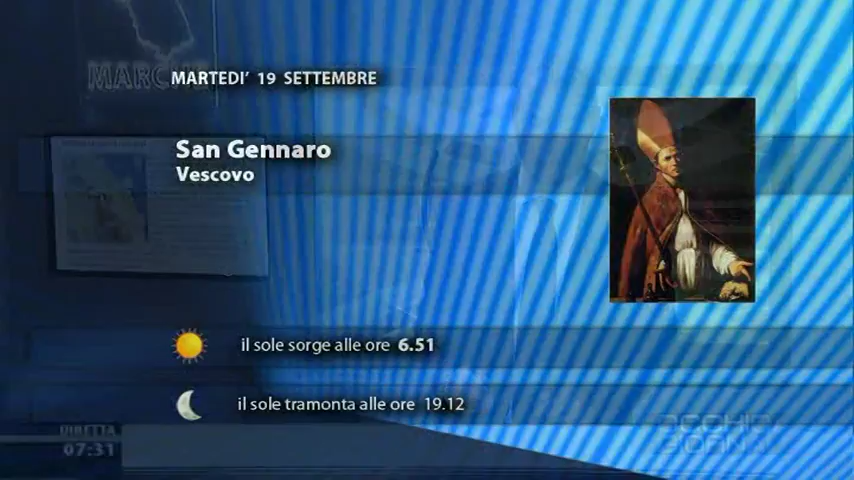 MARCHE
MARTEDI' 19 SETTEMBRE
San Gennaro
Vescovo
il sole sorge alle ore 6.51
il sole tramonta alle ore 19.12
DIRETTA
07:31